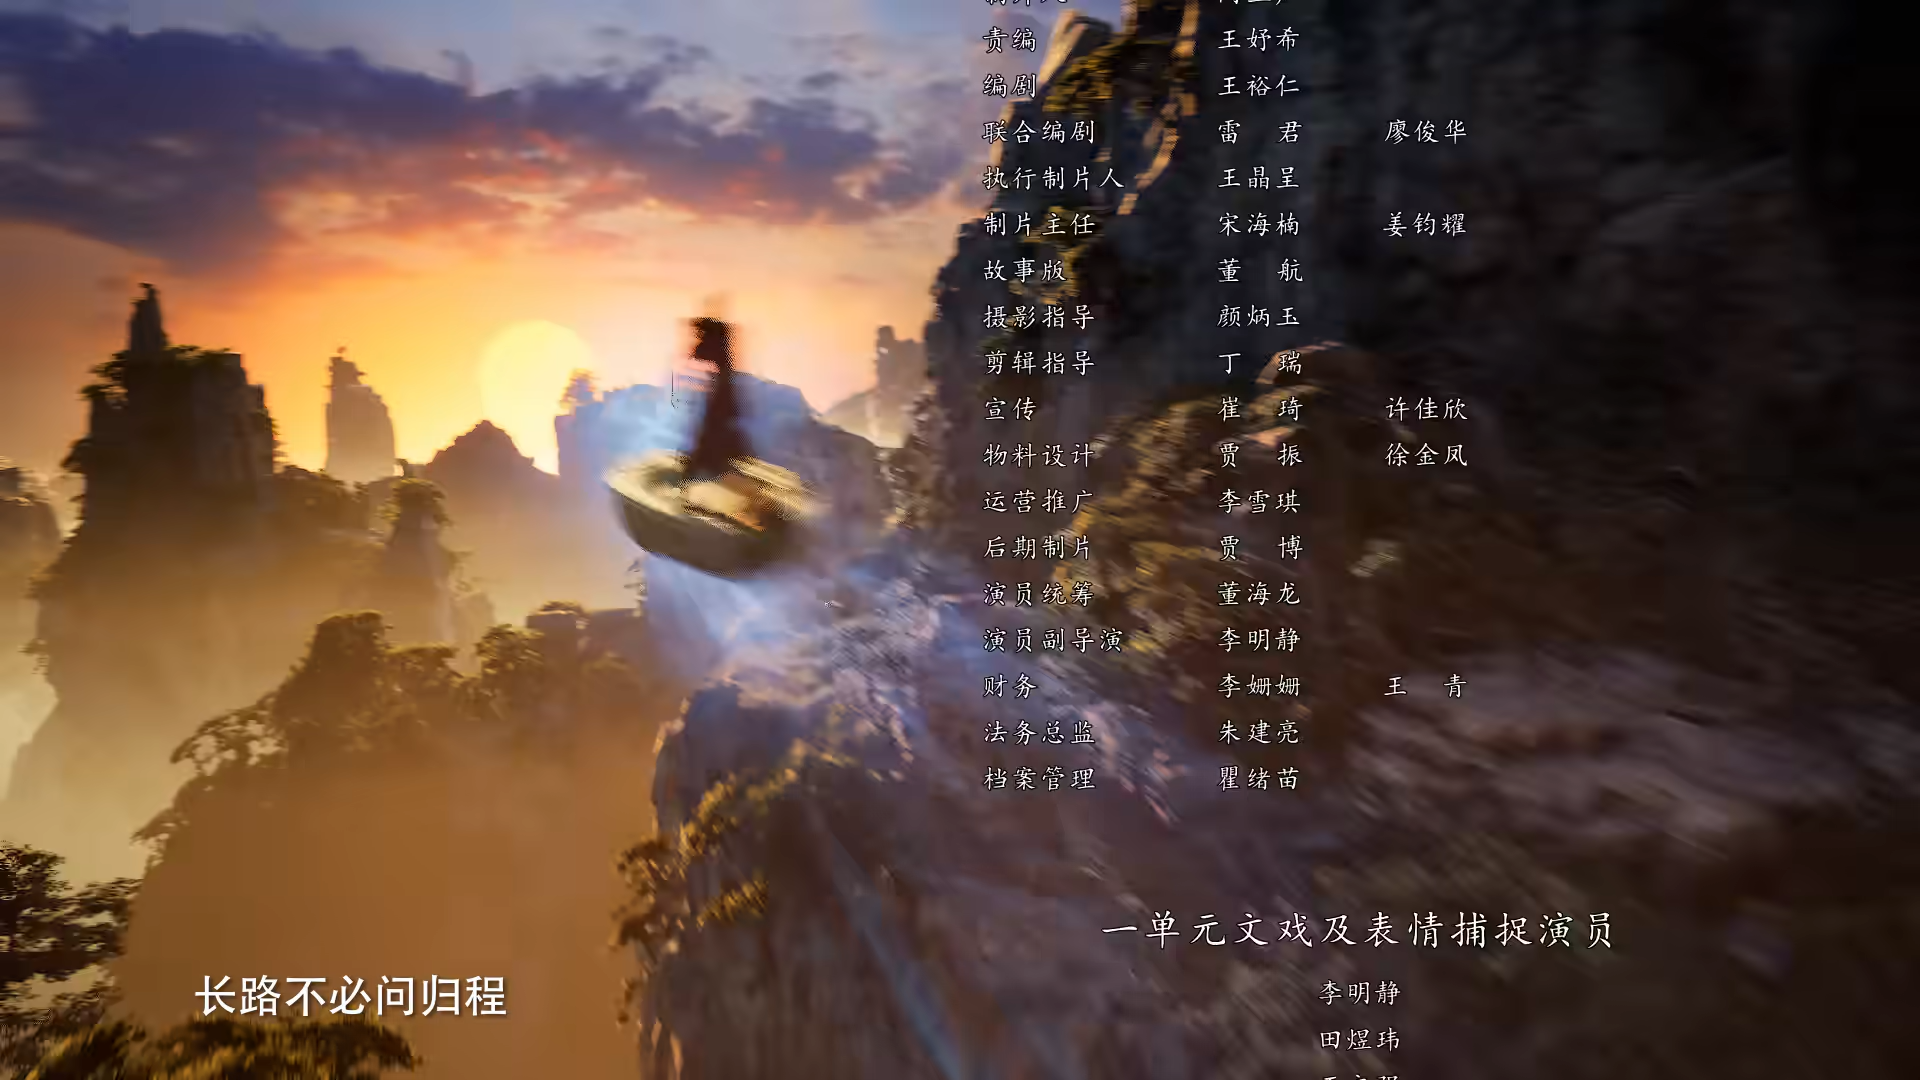 责编 王妤希
编剧 王裕仁
联合编剧 雷 君 廖俊华
执行制片人 王晶呈
制片主任 宋海楠 姜钧耀
故事版 董 航
摄影指导 颜炳玉
剪辑指导 丁 瑞
宣传 崔 琦 许佳欣
物料设计 贾 振 徐金凤
运营推广 李雪琪
后期制片 贾 博
演员统筹 董海龙
演员副导演 李明静
财务 李姗姗 王 青
法务总监 朱建亮
档案管理 瞿绪苗
一单元文戏及表情捕捉演员
李明静
田煜玮
长路不必问归程